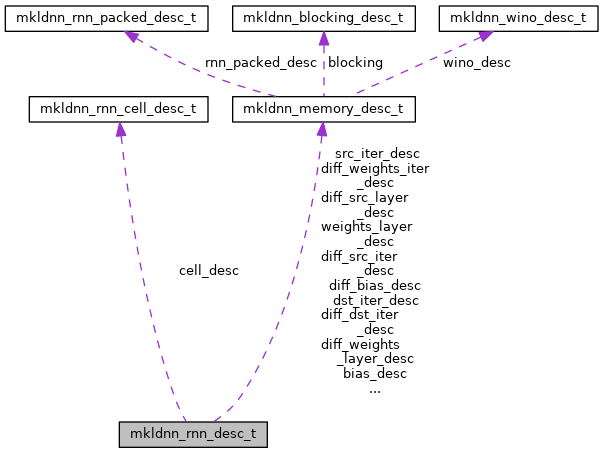 mkldnn_rnn_packed_desc_t
mkldnn_blocking_desc_t
mkldnn_wino_desc_t
rnn_packed_desc
blocking
wino_desc
mkldnn_rnn_cell_desc_t
mkldnn_memory_desc_t
cell_desc
src_iter_desc
diff_weights_iter
_desc
diff_src_layer
_desc
weights_layer
_desc
diff_src_iter
_desc
diff_bias_desc
dst_iter_desc
diff_dst_iter
_desc
diff_weights
_layer_desc
bias_desc
...
mkldnn_rnn_desc_t